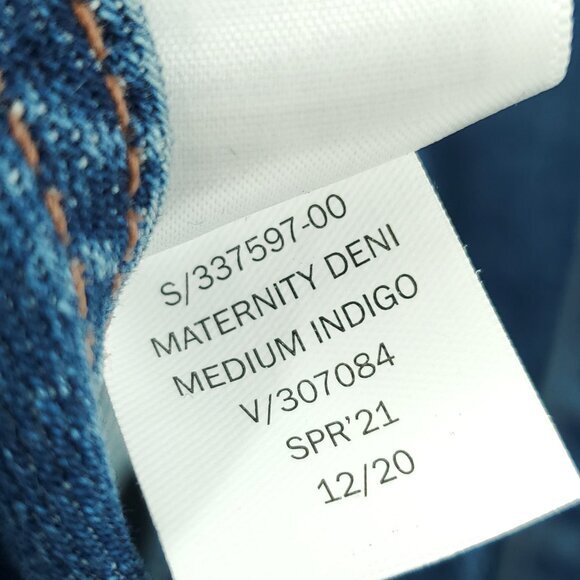 S/337597-00
MATERNITY DENI
MEDIUM INDIGO
V/307084
SPR'21
12/20